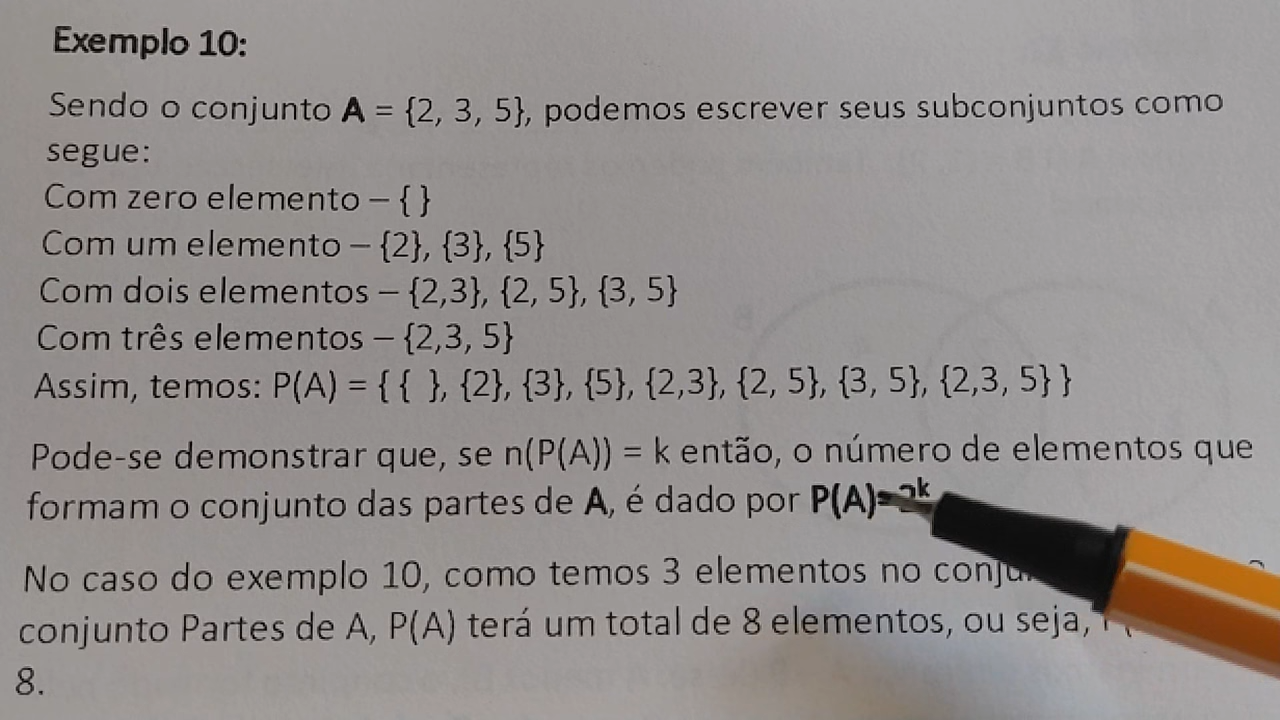 Exemplo 10:
Sendo o conjunto A = {2, 3, 5}, podemos escrever seus subconjuntos como
segue:
Com zero elemento – { }
Com um elemento – {2}, {3}, {5}
Com dois elementos – {2,3}, {2, 5}, {3, 5}
Com três elementos – {2,3, 5}
Assim, temos: P(A) = { { }, {2}, {3}, {5}, {2,3}, {2, 5}, {3, 5}, {2,3, 5} }
Pode-se demonstrar que, se n(P(A)) = k então, o número de elementos que
formam o conjunto das partes de A, é dado por P(A)=2ᵏ
No caso do exemplo 10, como temos 3 elementos no
conjunto Partes de A, P(A) terá um total de 8 elementos, ou seja,
8.